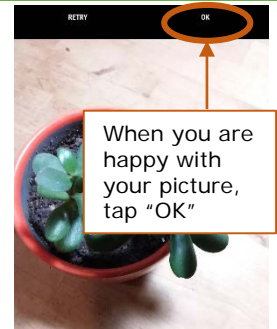 RETRY OK
When you are
happy with
your picture,
tap “OK”